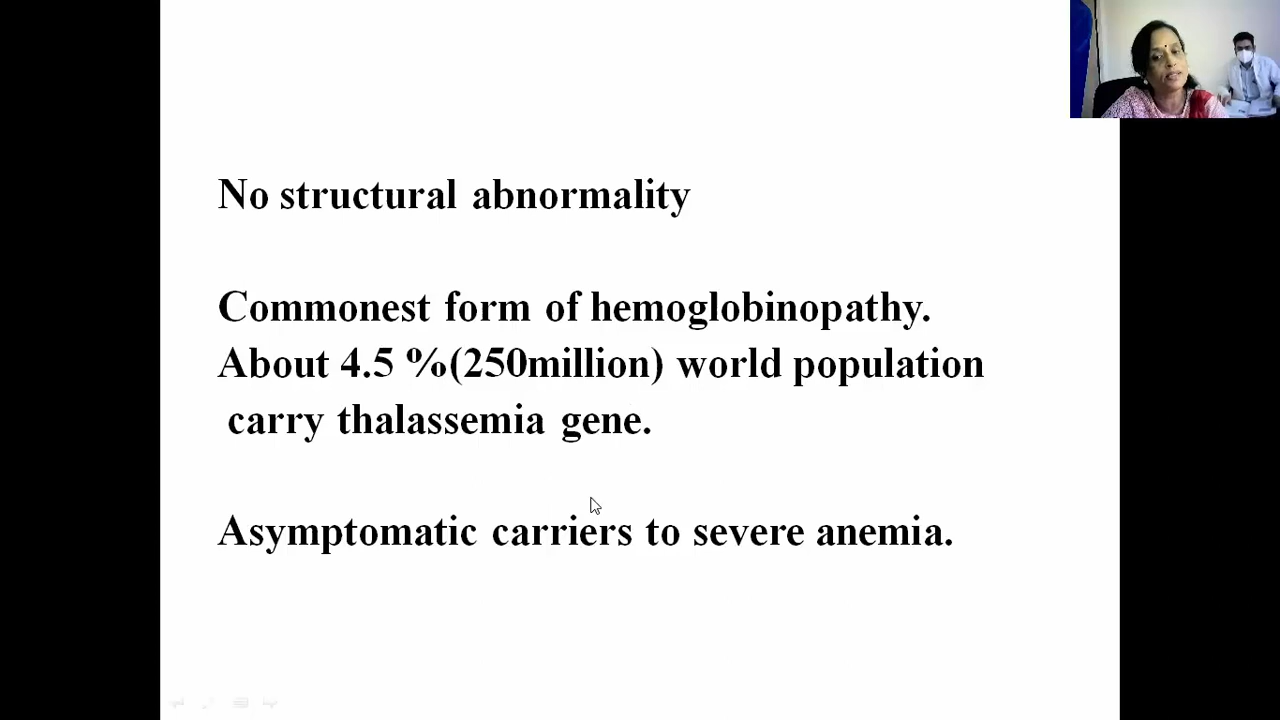 No structural abnormality
Commonest form of hemoglobinopathy.
About 4.5 %(250million) world population
carry thalassemia gene.
Asymptomatic carriers to severe anemia.